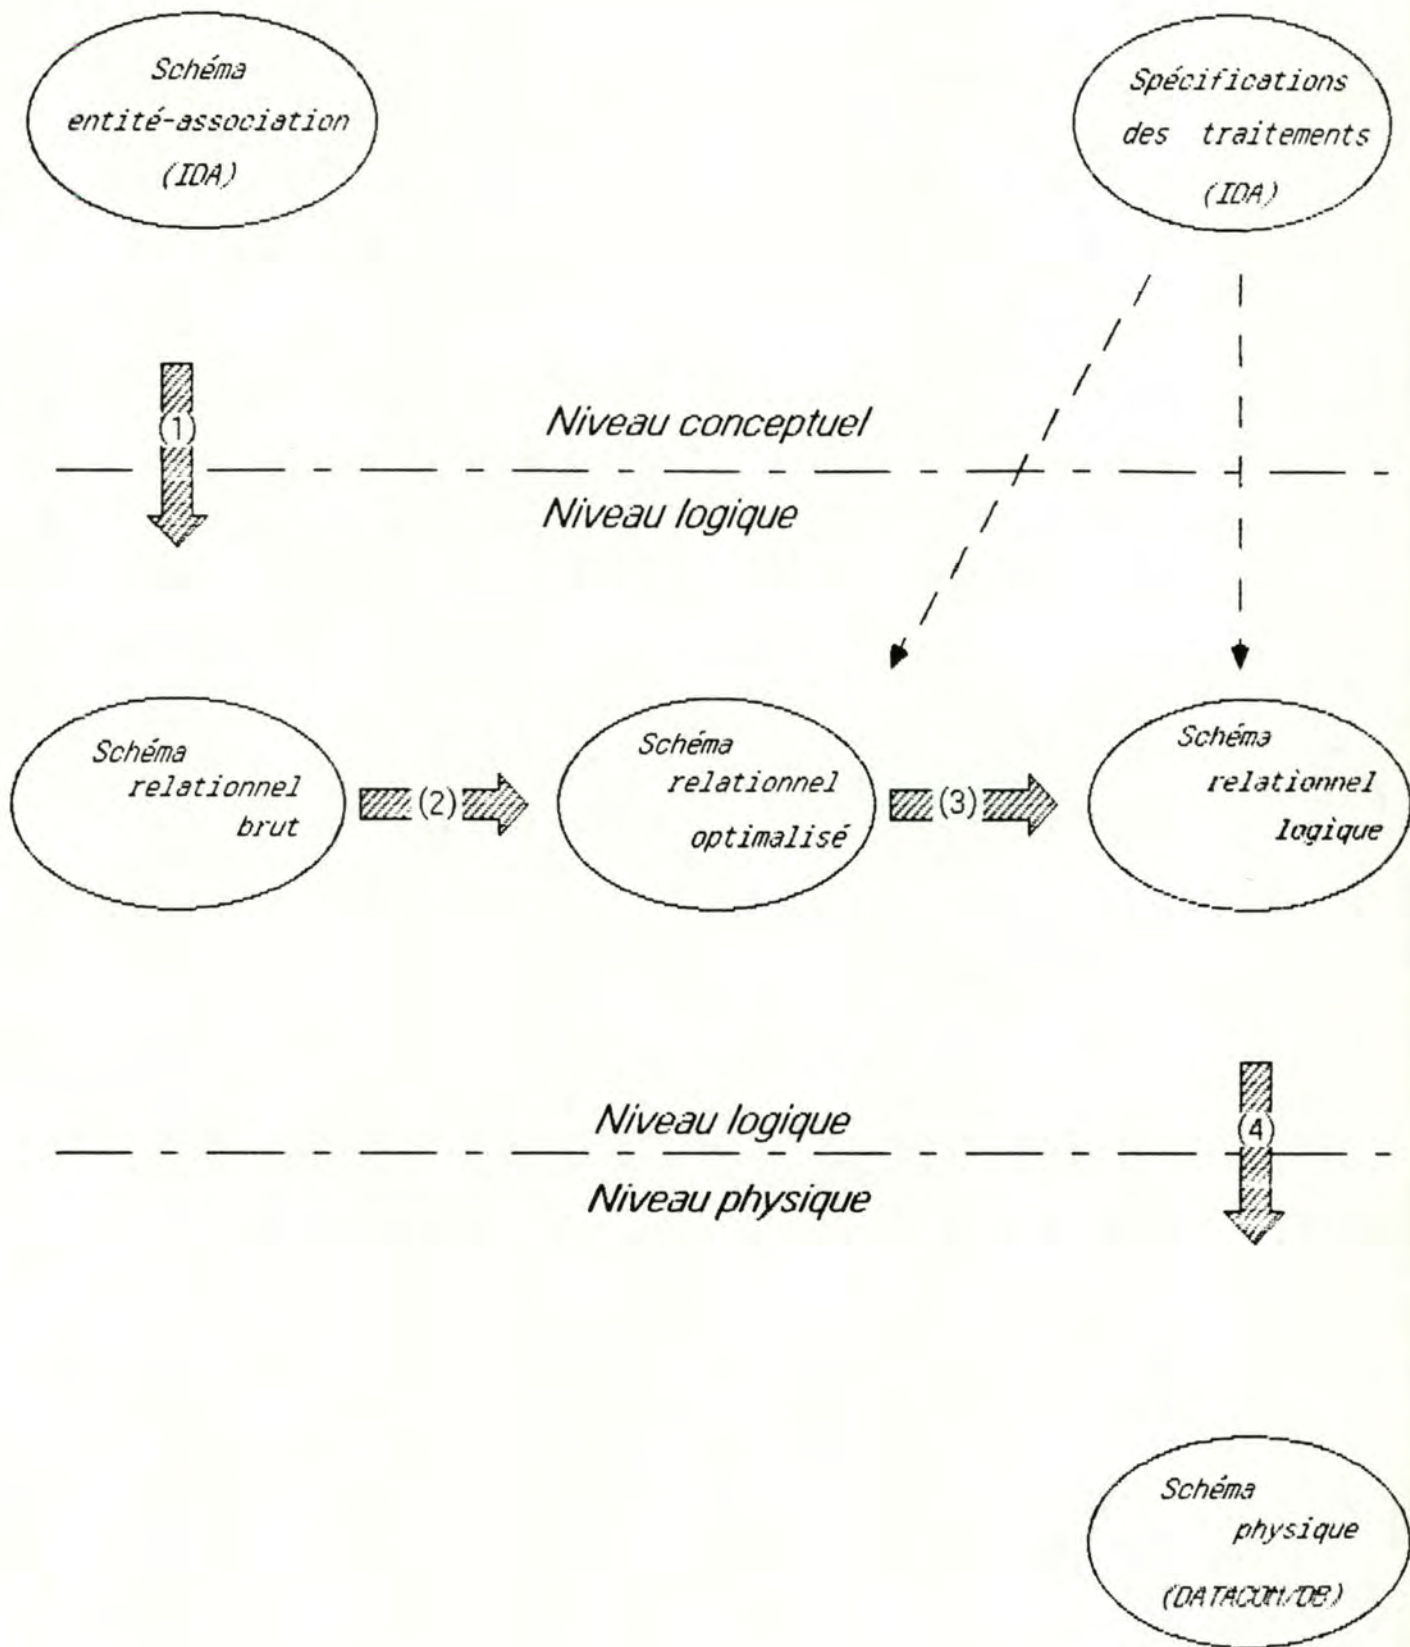 Schéma
entité-association
(IDA)
Spécifications
des traitements
(IDA)
(1)
Niveau conceptuel
Niveau logique
Schéma
relationnel
brut
(2)
Schéma
relationnel
optimalisé
(3)
Schéma
relationnel
logique
Niveau logique
(4)
Niveau physique
Schéma
physique
(DATACOM/DB)